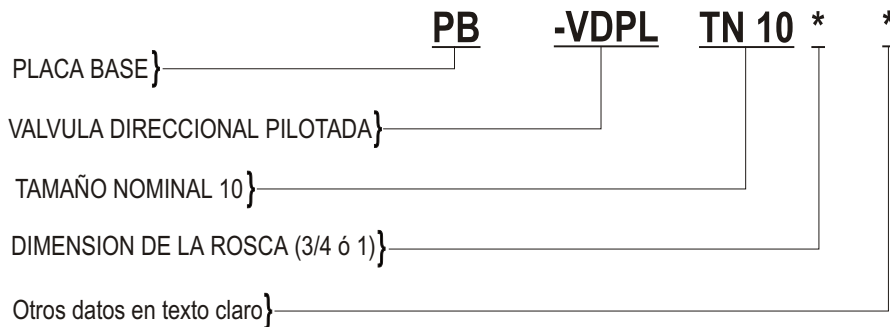 PB -VDPL TN 10 * *
PLACA BASE}
VALVULA DIRECCIONAL PILOTADA}
TAMAÑO NOMINAL 10}
DIMENSION DE LA ROSCA (3/4 ó 1)}
Otros datos en texto claro}